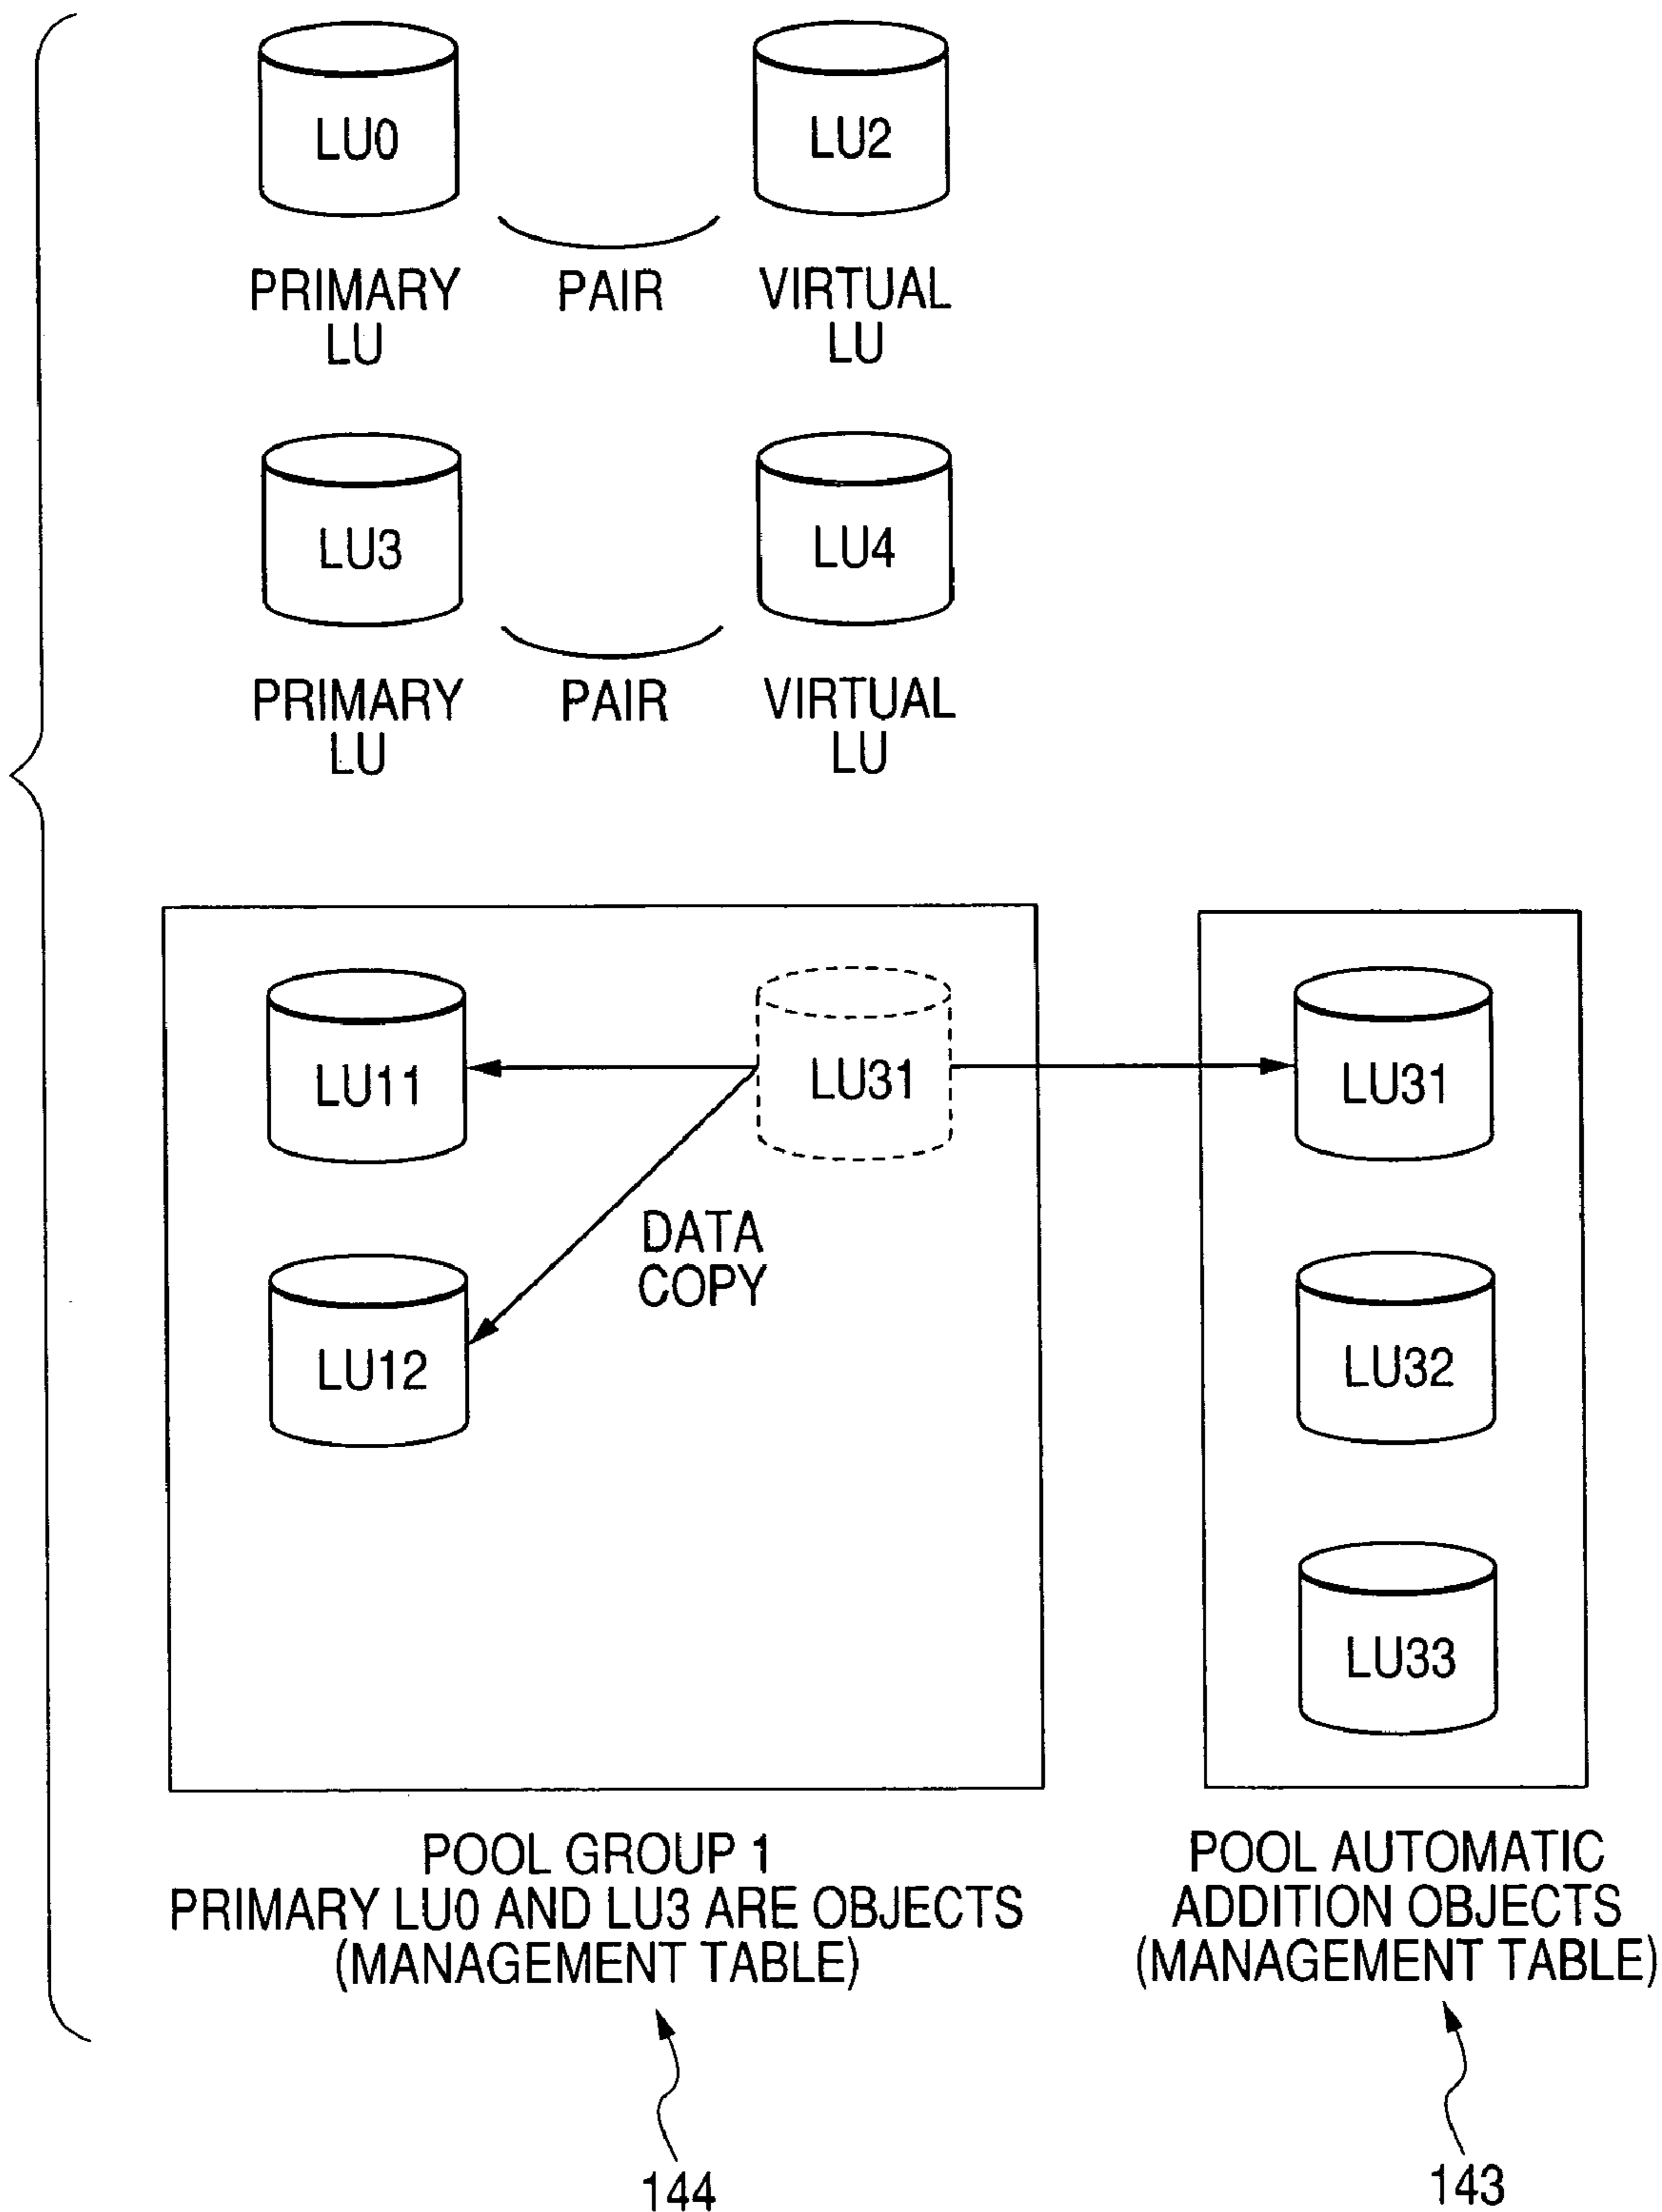 LU0
LU2
PRIMARY
LU
PAIR
VIRTUAL
LU
LU3
LU4
PRIMARY
LU
PAIR
VIRTUAL
LU
LU11
LU31
LU31
DATA
COPY
LU12
LU32
LU33
POOL GROUP 1
PRIMARY LU0 AND LU3 ARE OBJECTS
(MANAGEMENT TABLE)
POOL AUTOMATIC
ADDITION OBJECTS
(MANAGEMENT TABLE)
144
143